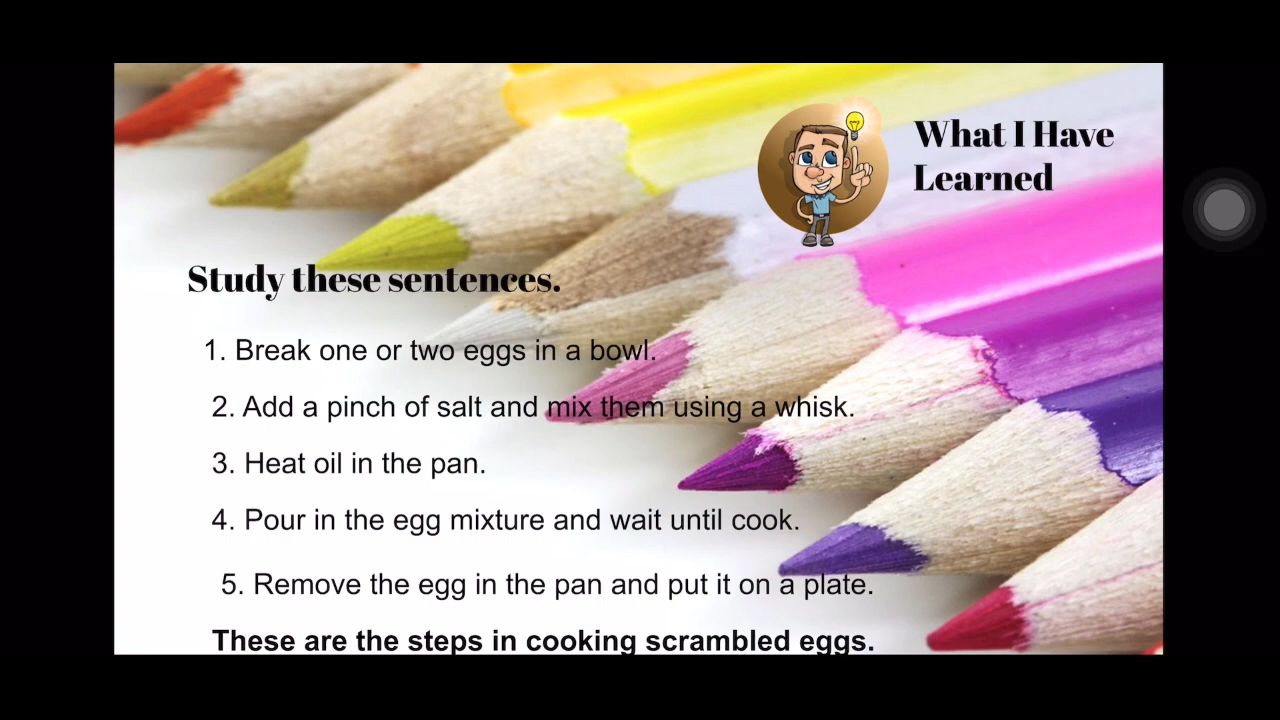 What I Have
Learned
Study these sentences.
1. Break one or two eggs in a bowl.
2. Add a pinch of salt and mix them using a whisk.
3. Heat oil in the pan.
4. Pour in the egg mixture and wait until cook.
5. Remove the egg in the pan and put it on a plate.
These are the steps in cooking scrambled eggs.